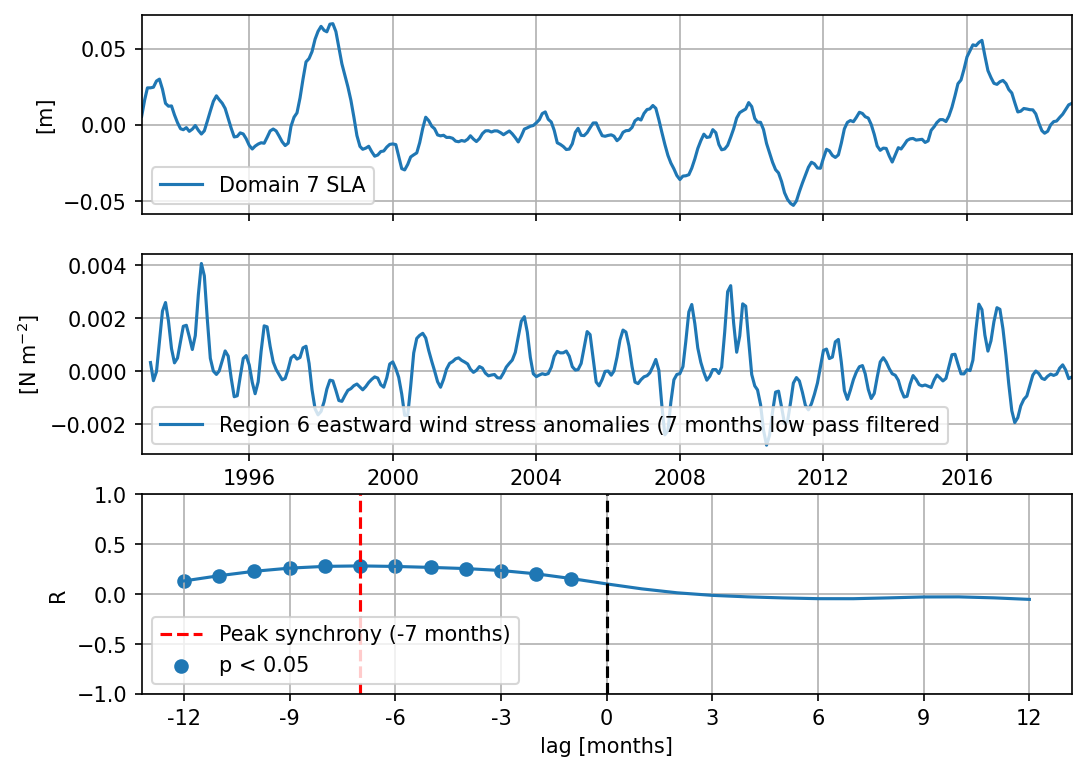 0.05
0.00
−0.05
[m]
Domain 7 SLA
0.004
0.002
0.000
−0.002
[N m⁻²]
Region 6 eastward wind stress anomalies (7 months low pass filtered
1996 2000 2004 2008 2012 2016
1.0
0.5
0.0
−0.5
−1.0
R
Peak synchrony (-7 months)
p < 0.05
-12 -9 -6 -3 0 3 6 9 12
lag [months]